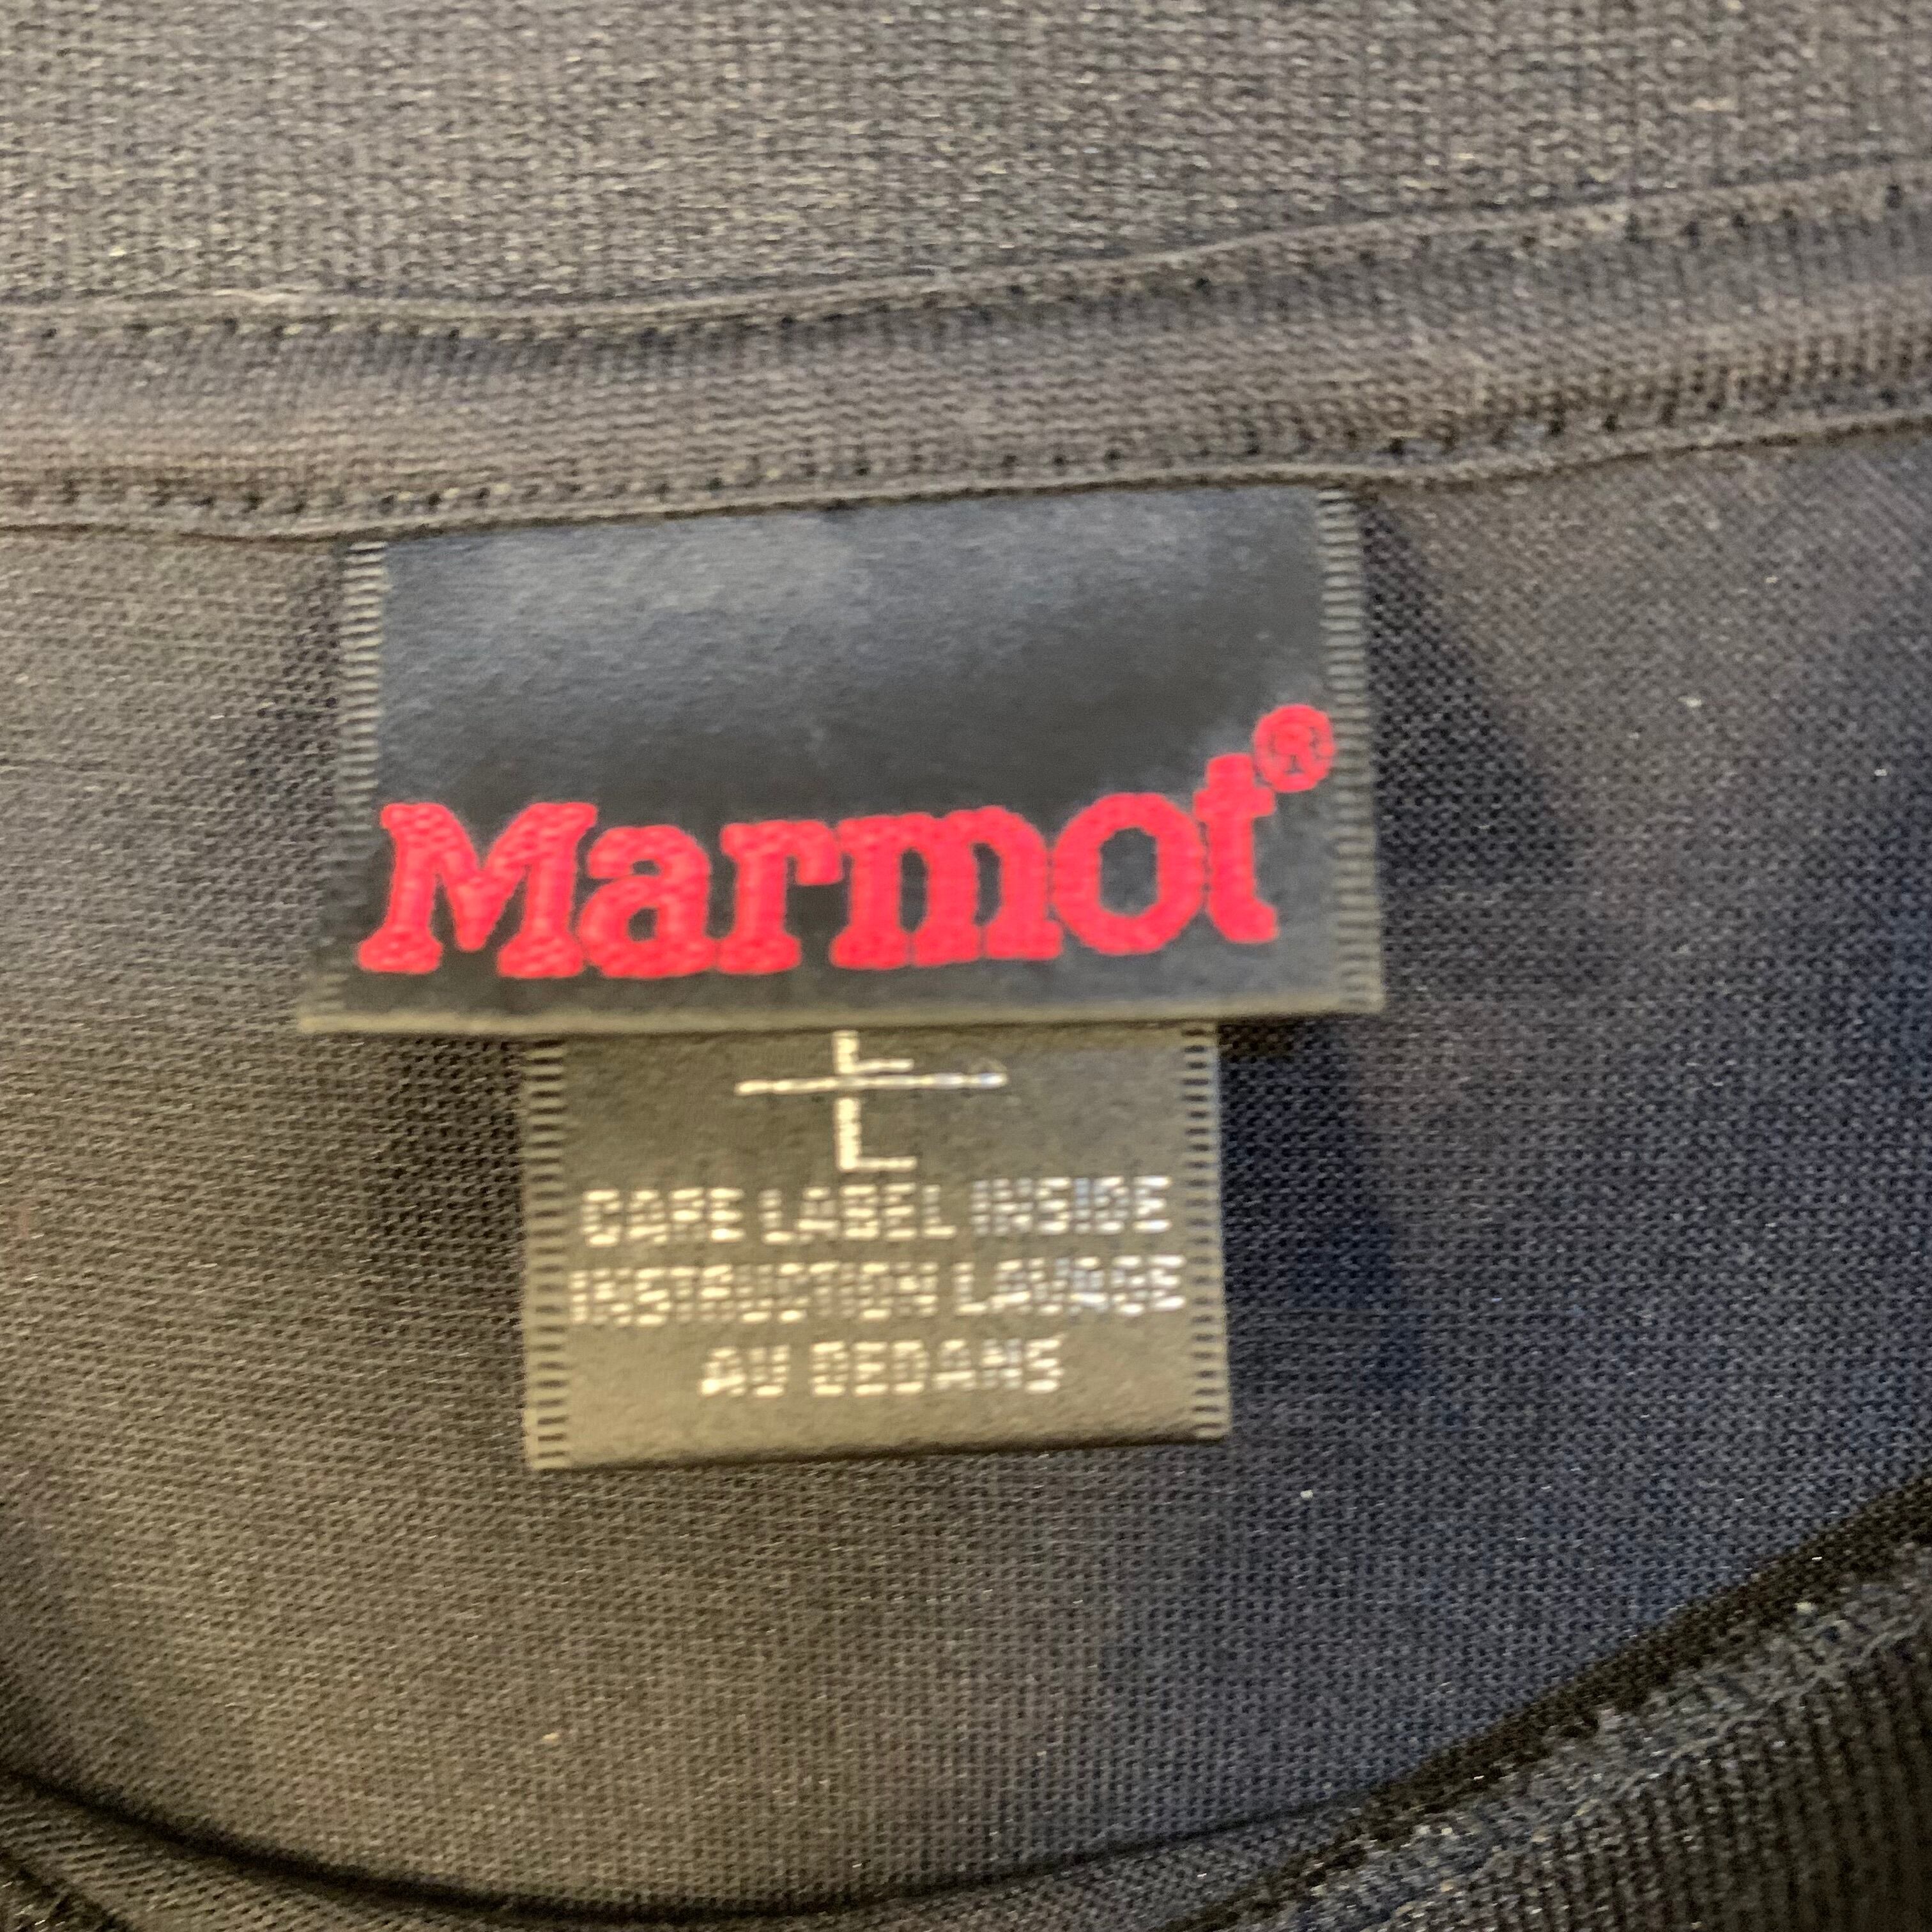 Marmot®
L
L
CARE LABEL INSIDE
INSTRUCTION LAVAGE
AU DEDANS